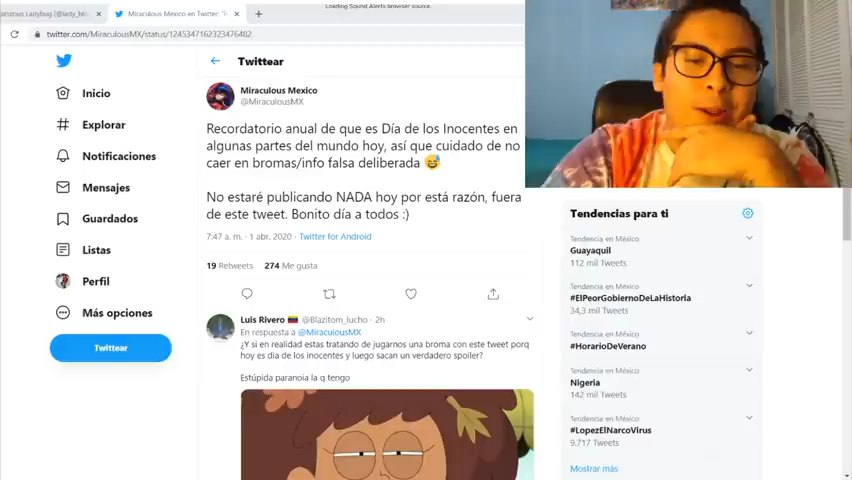 Loading Sound Alerts browser source.
Miraculous Mexico en Twitter: "R
twitter.com/MiraculousMX/status/1245347162323476482
Inicio
Explorar
Notificaciones
Mensajes
Guardados
Listas
Perfil
Más opciones
Twittear
Twittear
Miraculous Mexico
@MiraculousMX
Recordatorio anual de que es Día de los Inocentes en
algunas partes del mundo hoy, así que cuidado de no
caer en bromas/info falsa deliberada
No estaré publicando NADA hoy por está razón, fuera
de este tweet. Bonito día a todos :)
7:47 a. m. · 1 abr. 2020 · Twitter for Android
19 Retweets 274 Me gusta
Luis Rivero @Blazitom_lucho · 2h
En respuesta a @MiraculousMX
¿Y si en realidad estas tratando de jugarnos una broma con este tweet porq
hoy es día de los inocentes y luego sacan un verdadero spoiler?
Estúpida paranoia la q tengo
Tendencias para ti
Tendencia en México
Guayaquil
112 mil Tweets
Tendencia en México
#ElPeorGobiernoDeLaHistoria
34,3 mil Tweets
Tendencia en México
#HorarioDeVerano
Tendencia en México
Nigeria
142 mil Tweets
Tendencia en México
#LopezElNarcoVirus
9.717 Tweets
Mostrar más